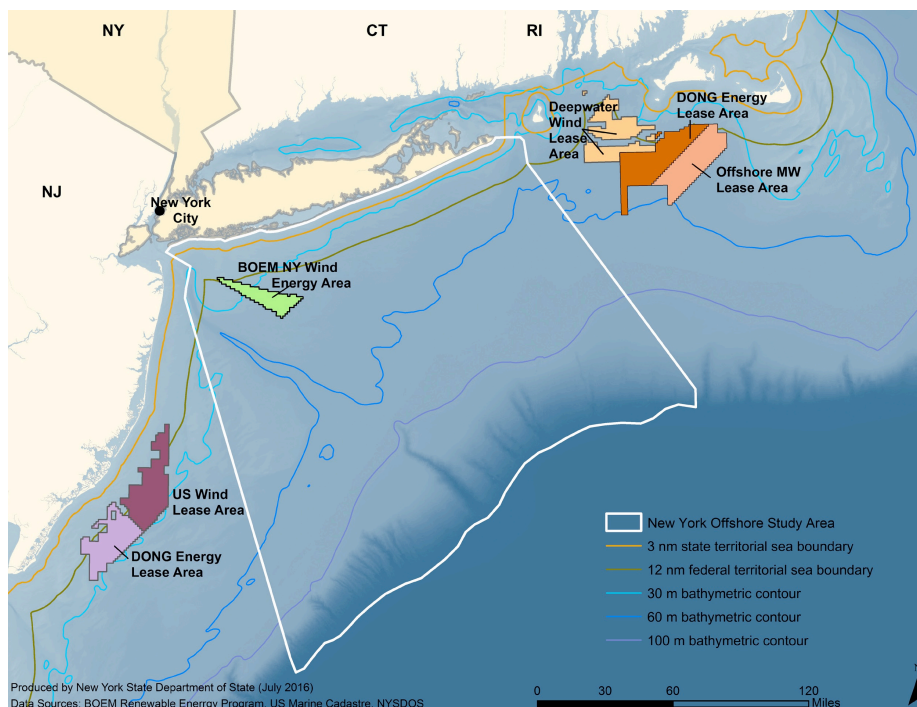 NY
CT
RI
NJ
New York
City
Deepwater
Wind
Lease
Area
DONG Energy
Lease Area
Offshore MW
Lease Area
BOEM NY Wind
Energy Area
US Wind
Lease Area
DONG Energy
Lease Area
New York Offshore Study Area
3 nm state territorial sea boundary
12 nm federal territorial sea boundary
30 m bathymetric contour
60 m bathymetric contour
100 m bathymetric contour
Produced by New York State Department of State (July 2016)
Data Sources: BOEM Renewable Energy Program, US Marine Cadastre, NYSDOS
0 30 60 120
Miles